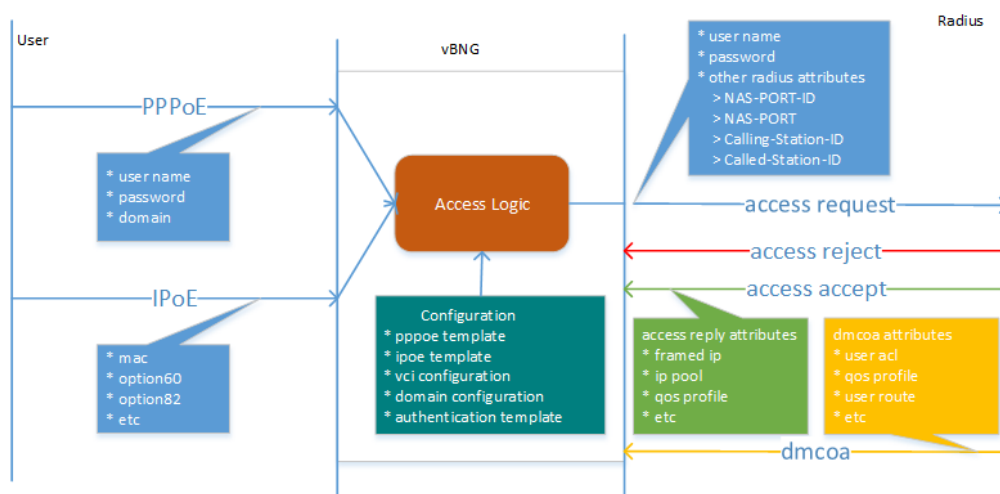 User
vBNG
Radius
PPPoE
* user name
* password
* domain
IPoE
* mac
* option60
* option82
* etc
Access Logic
Configuration
* pppoe template
* ipoe template
* vci configuration
* domain configuration
* authentication template
* user name
* password
* other radius attributes
> NAS-PORT-ID
> NAS-PORT
> Calling-Station-ID
> Called-Station-ID
access request
access reject
access accept
access reply attributes
* framed ip
* ip pool
* qos profile
* etc
dmcoa attributes
* user acl
* qos profile
* user route
* etc
dmcoa